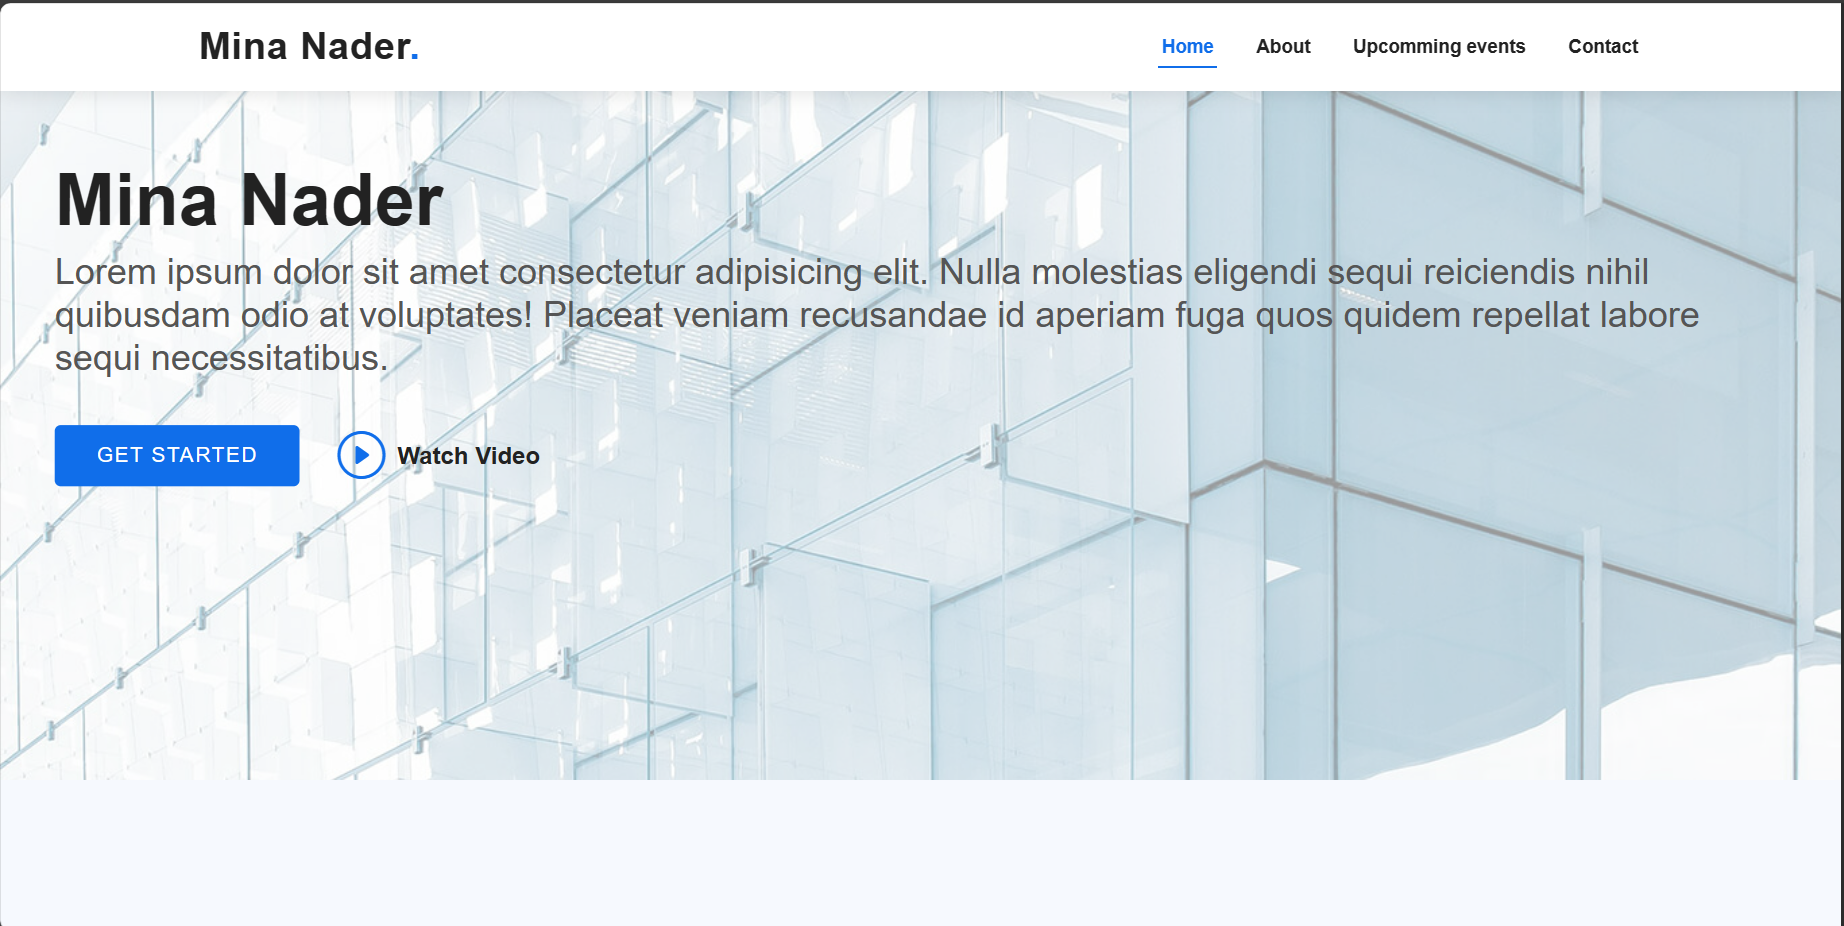 Mina Nader.
Home About Upcomming events Contact
Mina Nader
Lorem ipsum dolor sit amet consectetur adipisicing elit. Nulla molestias eligendi sequi reiciendis nihil
quibusdam odio at voluptates! Placeat veniam recusandae id aperiam fuga quos quidem repellat labore
sequi necessitatibus.
GET STARTED
Watch Video